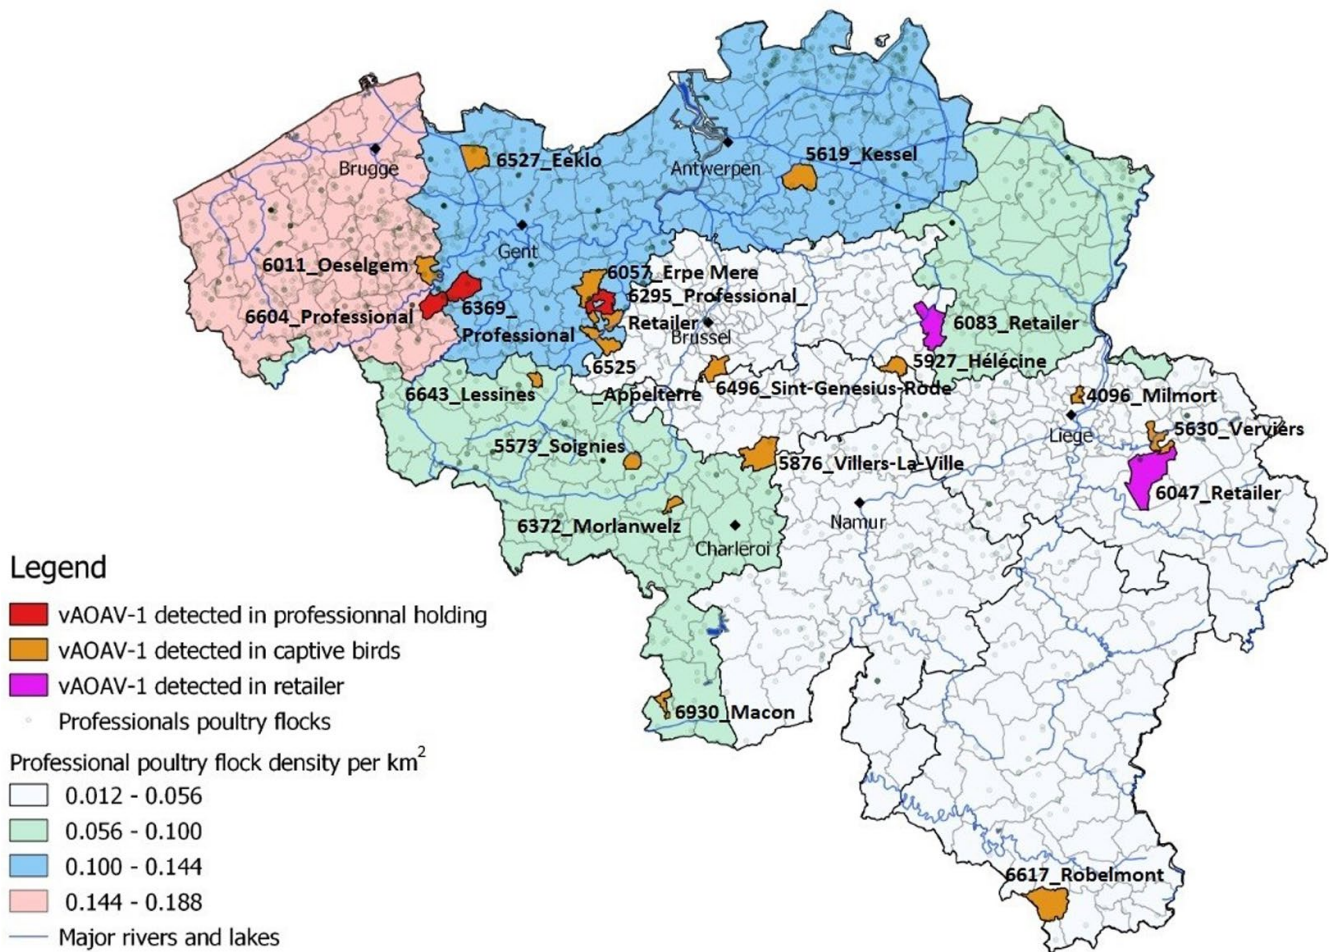 5619_Kessel
6527_Eeklo
Brugge
Antwerpen
Gent
6011_Oeselgem
6057_Erpe Mere
6295_Professional_
Retailer
6604_Professional
6369_
Professional
Brussel
6083_Retailer
6525
_Appelterre
5927_Hélécine
6643_Lessines
6496_Sint-Genesius-Rode
4096_Milmort
Liege
5630_Verviers
5573_Soignies
5876_Villers-La-Ville
6047_Retailer
6372_Morlanwelz
Namur
Charleroi
6930_Macon
6617_Robelmont
Legend
vAOAV-1 detected in professionnal holding
vAOAV-1 detected in captive birds
vAOAV-1 detected in retailer
Professionals poultry flocks
Professional poultry flock density per km²
0.012 - 0.056
0.056 - 0.100
0.100 - 0.144
0.144 - 0.188
Major rivers and lakes